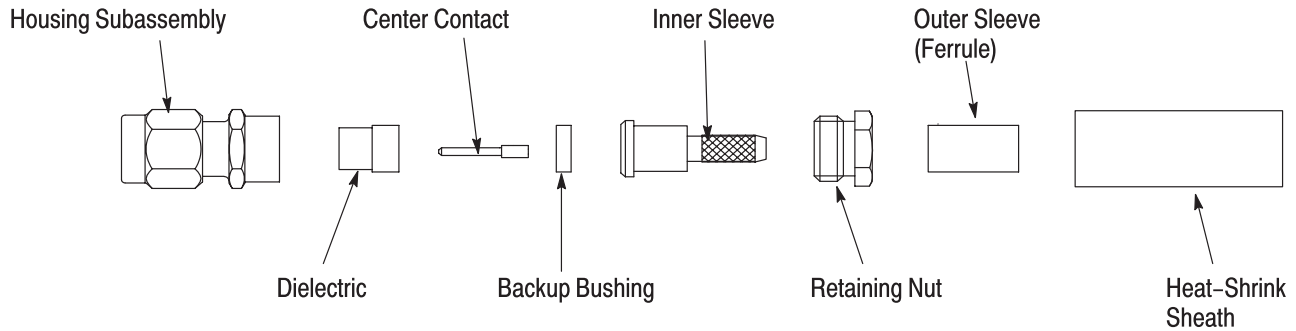 Housing Subassembly
Center Contact
Inner Sleeve
Outer Sleeve
(Ferrule)
Dielectric
Backup Bushing
Retaining Nut
Heat–Shrink
Sheath